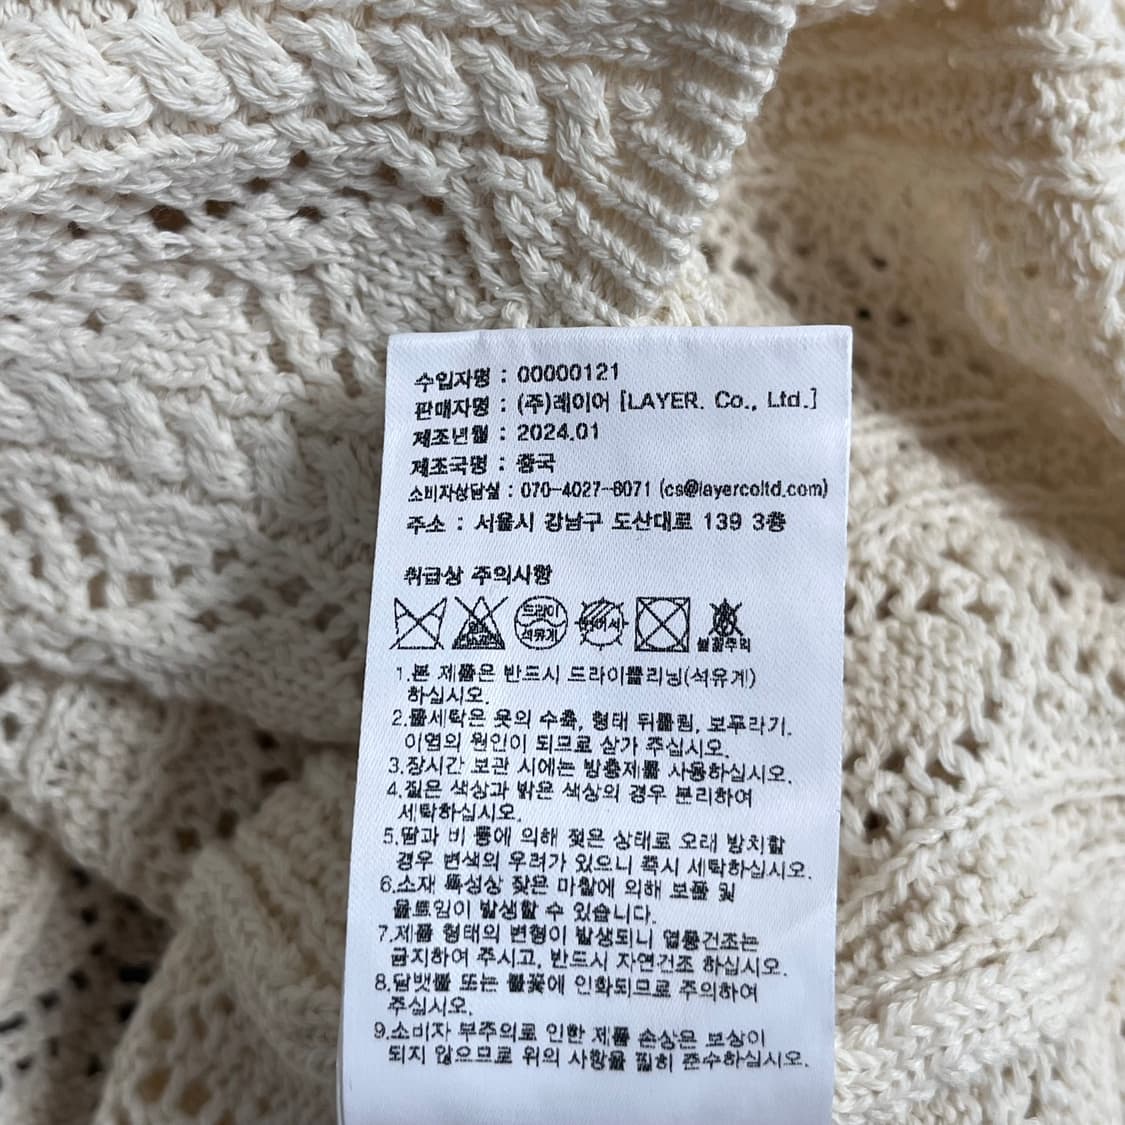 수입자명 : 00000121
판매자명 : (주)레이어 [LAYER. Co., Ltd.]
제조년월 : 2024.01
제조국명 : 중국
소비자상담실 : 070-4027-8071 (cs@layercoltd.com)
주소 : 서울시 강남구 도산대로 139 3층
취급상 주의사항
드라이
석유계
불꽃주의
1.본 제품은 반드시 드라이클리닝(석유계)
하십시오.
2.물세탁은 옷의 수축, 형태 뒤틀림, 보푸라기.
이염의 원인이 되므로 삼가 주십시오.
3.장시간 보관 시에는 방충제를 사용하십시오.
4.짙은 색상과 밝은 색상의 경우 분리하여
세탁하십시오.
5.땀과 비 등에 의해 젖은 상태로 오래 방치할
경우 변색의 우려가 있으니 즉시 세탁하십시오.
6.소재 특성상 잦은 마찰에 의해 보풀 및
올트임이 발생할 수 있습니다.
7.제품 형태의 변형이 발생되니 열풍건조는
금지하여 주시고, 반드시 자연건조 하십시오.
8.담뱃불 또는 불꽃에 인화되므로 주의하여
주십시오.
9.소비자 부주의로 인한 제품 손상은 보상이
되지 않으므로 위의 사항을 필히 준수하십시오.